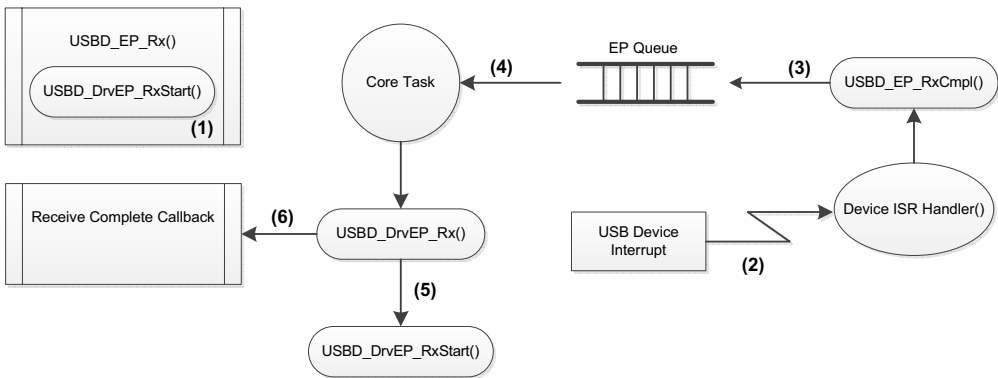 USBD_EP_Rx()
USBD_DrvEP_RxStart()
(1)
Core Task
(4)
EP Queue
(3)
USBD_EP_RxCmpl()
Receive Complete Callback
(6)
USBD_DrvEP_Rx()
USB Device
Interrupt
(2)
Device ISR Handler()
(5)
USBD_DrvEP_RxStart()